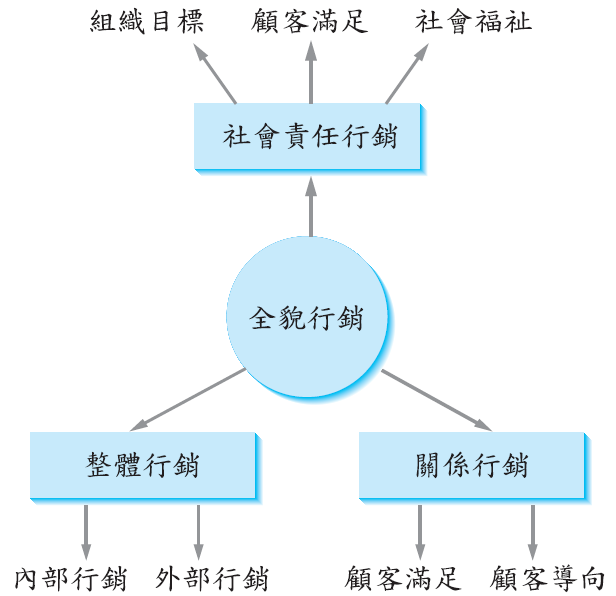 組織目標 顧客滿足 社會福祉
社會責任行銷
全貌行銷
整體行銷 關係行銷
內部行銷 外部行銷 顧客滿足 顧客導向